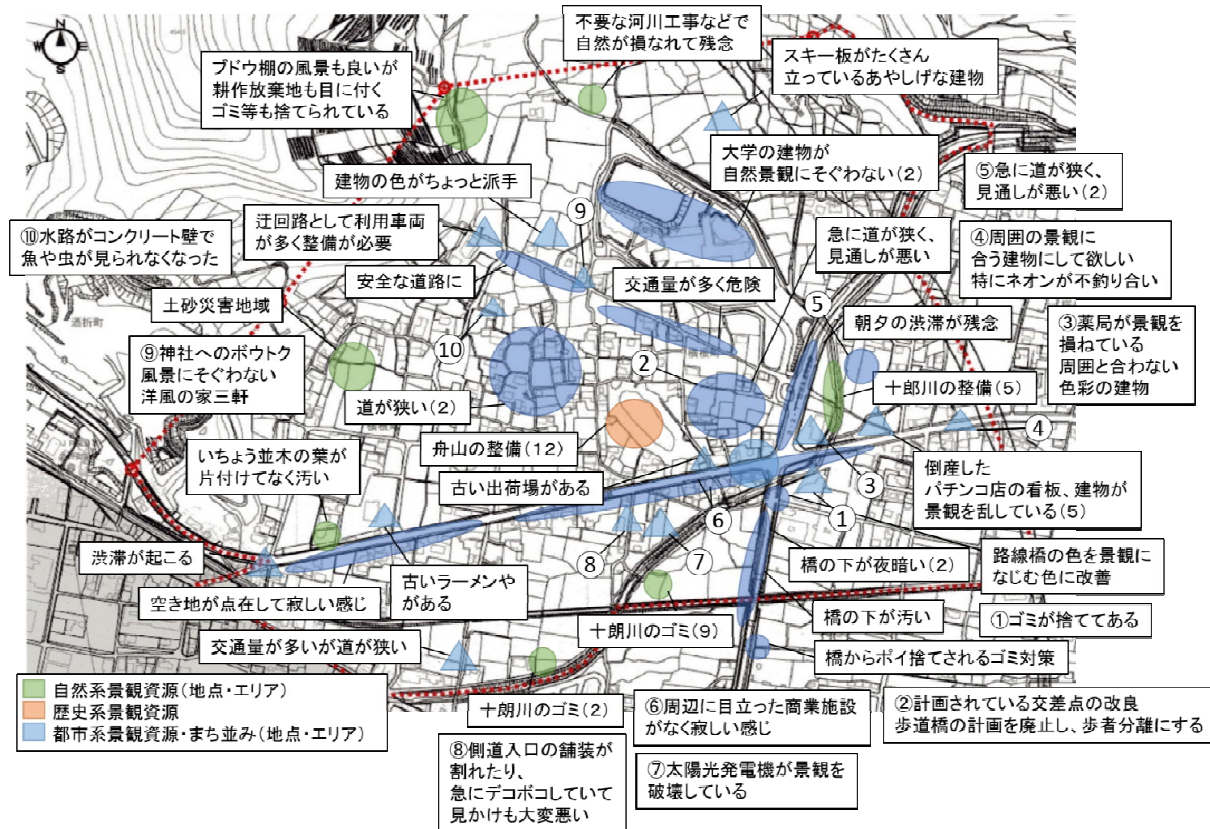 N
W
E
S
不要な河川工事などで
自然が損なれて残念
スキー板がたくさん
立っているあやしげな建物
ブドウ棚の風景も良いが
耕作放棄地も目に付く
ゴミ等も捨てられている
大学の建物が
自然景観にそぐわない(2)
⑤急に道が狭く、
見通しが悪い(2)
建物の色がちょっと派手
⑨
迂回路として利用車両
が多く整備が必要
急に道が狭く、
見通しが悪い
④周囲の景観に
合う建物にして欲しい
特にネオンが不釣り合い
⑩水路がコンクリート壁で
魚や虫が見られなくなった
安全な道路に
交通量が多く危険
土砂災害地域
⑤
朝夕の渋滞が残念
③薬局が景観を
損ねている
周囲と合わない
色彩の建物
⑨神社へのボウトク
風景にそぐわない
洋風の家三軒
⑩
②
十郎川の整備(5)
道が狭い(2)
④
舟山の整備(12)
いちょう並木の葉が
片付けてなく汚い
古い出荷場がある
③
倒産した
パチンコ店の看板、建物が
景観を乱している(5)
⑥
①
渋滞が起こる
⑧
⑦
橋の下が夜暗い(2)
路線橋の色を景観に
なじむ色に改善
空き地が点在して寂しい感じ
古いラーメンや
がある
橋の下が汚い
①ゴミが捨ててある
十朗川のゴミ(9)
交通量が多いが道が狭い
橋からポイ捨てされるゴミ対策
自然系景観資源(地点・エリア)
歴史系景観資源
都市系景観資源・まち並み(地点・エリア)
十朗川のゴミ(2)
⑥周辺に目立った商業施設
がなく寂しい感じ
②計画されている交差点の改良
歩道橋の計画を廃止し、歩者分離にする
⑧側道入口の舗装が
割れたり、
急にデコボコしていて
見かけも大変悪い
⑦太陽光発電機が景観を
破壊している